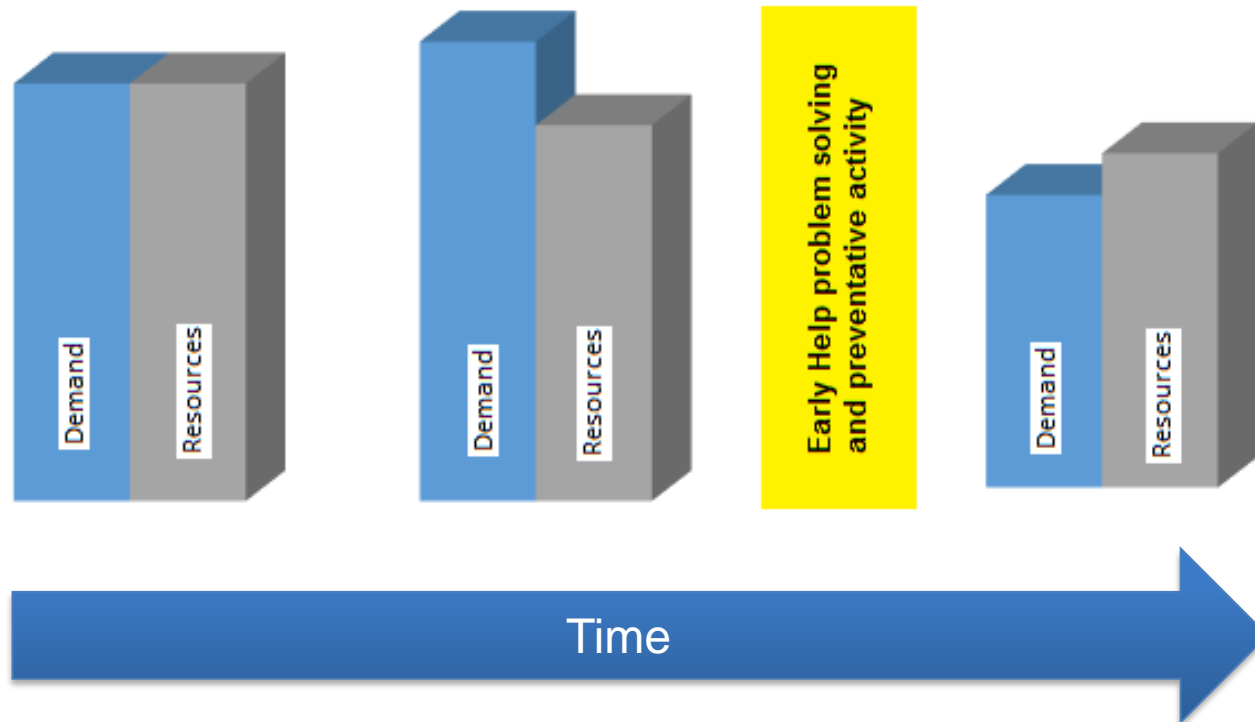 Demand
Resources
Demand
Resources
Early Help problem solving
and preventative activity
Demand
Resources
Time